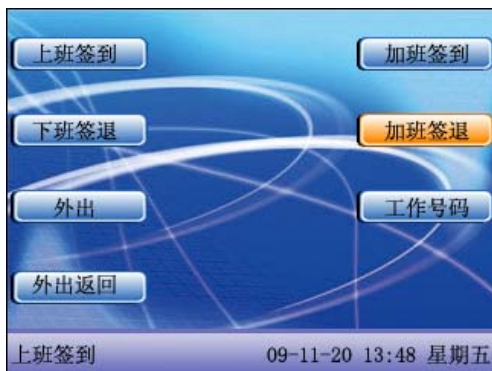 上班签到
加班签到
下班签退
加班签退
外出
工作号码
外出返回
上班签到
09-11-20 13:48 星期五